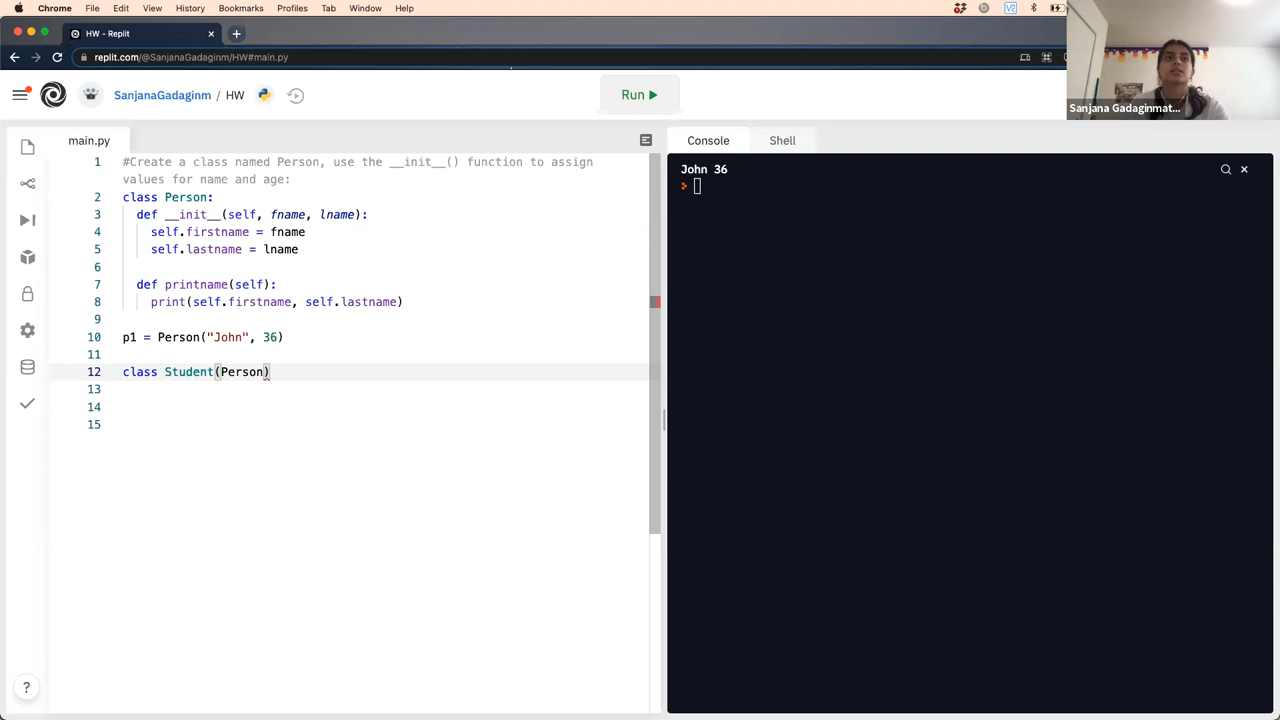 Chrome File Edit View History Bookmarks Profiles Tab Window Help
HW - Replit
replit.com/@SanjanaGadaginm/HW#main.py
Sanjana Gadaginmat...
SanjanaGadaginm / HW
Run
main.py
Console Shell
1 #Create a class named Person, use the __init__() function to assign
values for name and age:
2 class Person:
3 def __init__(self, fname, lname):
4 self.firstname = fname
5 self.lastname = lname
6
7 def printname(self):
8 print(self.firstname, self.lastname)
9
10 p1 = Person("John", 36)
11
12 class Student(Person)
13
14
15
John 36
?